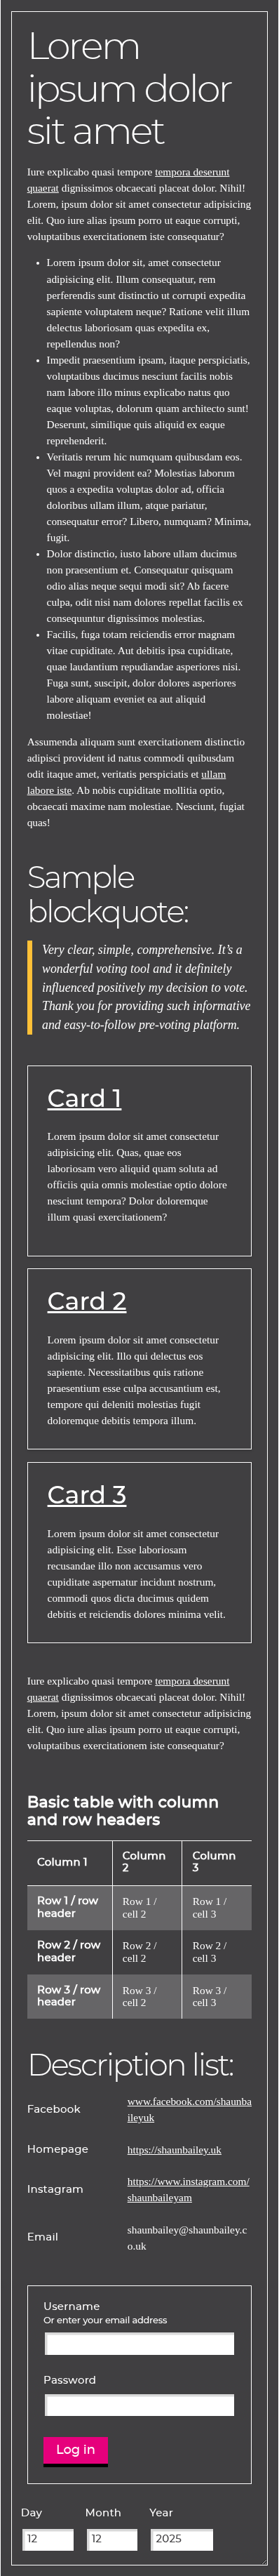 Lorem
ipsum dolor
sit amet
Iure explicabo quasi tempore tempora deserunt
quaerat dignissimos obcaecati placeat dolor. Nihil!
Lorem, ipsum dolor sit amet consectetur adipisicing
elit. Quo iure alias ipsum porro ut eaque corrupti,
voluptatibus exercitationem iste consequatur?
• Lorem ipsum dolor sit, amet consectetur
adipisicing elit. Illum consequatur, rem
perferendis sunt distinctio ut corrupti expedita
sapiente voluptatem neque? Ratione velit illum
delectus laboriosam quas expedita ex,
repellendus non?
• Impedit praesentium ipsam, itaque perspiciatis,
voluptatibus ducimus nesciunt facilis nobis
nam labore illo minus explicabo natus quo
eaque voluptas, dolorum quam architecto sunt!
Deserunt, similique quis aliquid ex eaque
reprehenderit.
• Veritatis rerum hic numquam quibusdam eos.
Vel magni provident ea? Molestias laborum
quos a expedita voluptas dolor ad, officia
doloribus ullam illum, atque pariatur,
consequatur error? Libero, numquam? Minima,
fugit.
• Dolor distinctio, iusto labore ullam ducimus
non praesentium et. Consequatur quisquam
odio alias neque sequi modi sit? Ab facere
culpa, odit nisi nam dolores repellat facilis ex
consequuntur dignissimos molestias.
• Facilis, fuga totam reiciendis error magnam
vitae cupiditate. Aut debitis ipsa cupiditate,
quae laudantium repudiandae asperiores nisi.
Fuga sunt, suscipit, dolor dolores asperiores
labore aliquam eveniet ea aut aliquid
molestiae!
Assumenda aliquam sunt exercitationem distinctio
adipisci provident id natus commodi quibusdam
odit itaque amet, veritatis perspiciatis et ullam
labore iste. Ab nobis cupiditate mollitia optio,
obcaecati maxime nam molestiae. Nesciunt, fugiat
quas!
Sample
blockquote:
Very clear, simple, comprehensive. It’s a
wonderful voting tool and it definitely
influenced positively my decision to vote.
Thank you for providing such informative
and easy-to-follow pre-voting platform.
Card 1
Lorem ipsum dolor sit amet consectetur
adipisicing elit. Quas, quae eos
laboriosam vero aliquid quam soluta ad
officiis quia omnis molestiae optio dolore
nesciunt tempora? Dolor doloremque
illum quasi exercitationem?
Card 2
Lorem ipsum dolor sit amet consectetur
adipisicing elit. Illo qui delectus eos
sapiente. Necessitatibus quis ratione
praesentium esse culpa accusantium est,
tempore qui deleniti molestias fugit
doloremque debitis tempora illum.
Card 3
Lorem ipsum dolor sit amet consectetur
adipisicing elit. Esse laboriosam
recusandae illo non accusamus vero
cupiditate aspernatur incidunt nostrum,
commodi quos dicta ducimus quidem
debitis et reiciendis dolores minima velit.
Iure explicabo quasi tempore tempora deserunt
quaerat dignissimos obcaecati placeat dolor. Nihil!
Lorem, ipsum dolor sit amet consectetur adipisicing
elit. Quo iure alias ipsum porro ut eaque corrupti,
voluptatibus exercitationem iste consequatur?
Basic table with column
and row headers
Column 1 Column 2 Column 3
Row 1 / row header Row 1 / cell 2 Row 1 / cell 3
Row 2 / row header Row 2 / cell 2 Row 2 / cell 3
Row 3 / row header Row 3 / cell 2 Row 3 / cell 3
Description list:
Facebook www.facebook.com/shaunba
ileyuk
Homepage https://shaunbailey.uk
Instagram https://www.instagram.com/
shaunbaileyam
Email shaunbailey@shaunbailey.c
o.uk
Username
Or enter your email address
Password
Log in
Day Month Year
12 12 2025